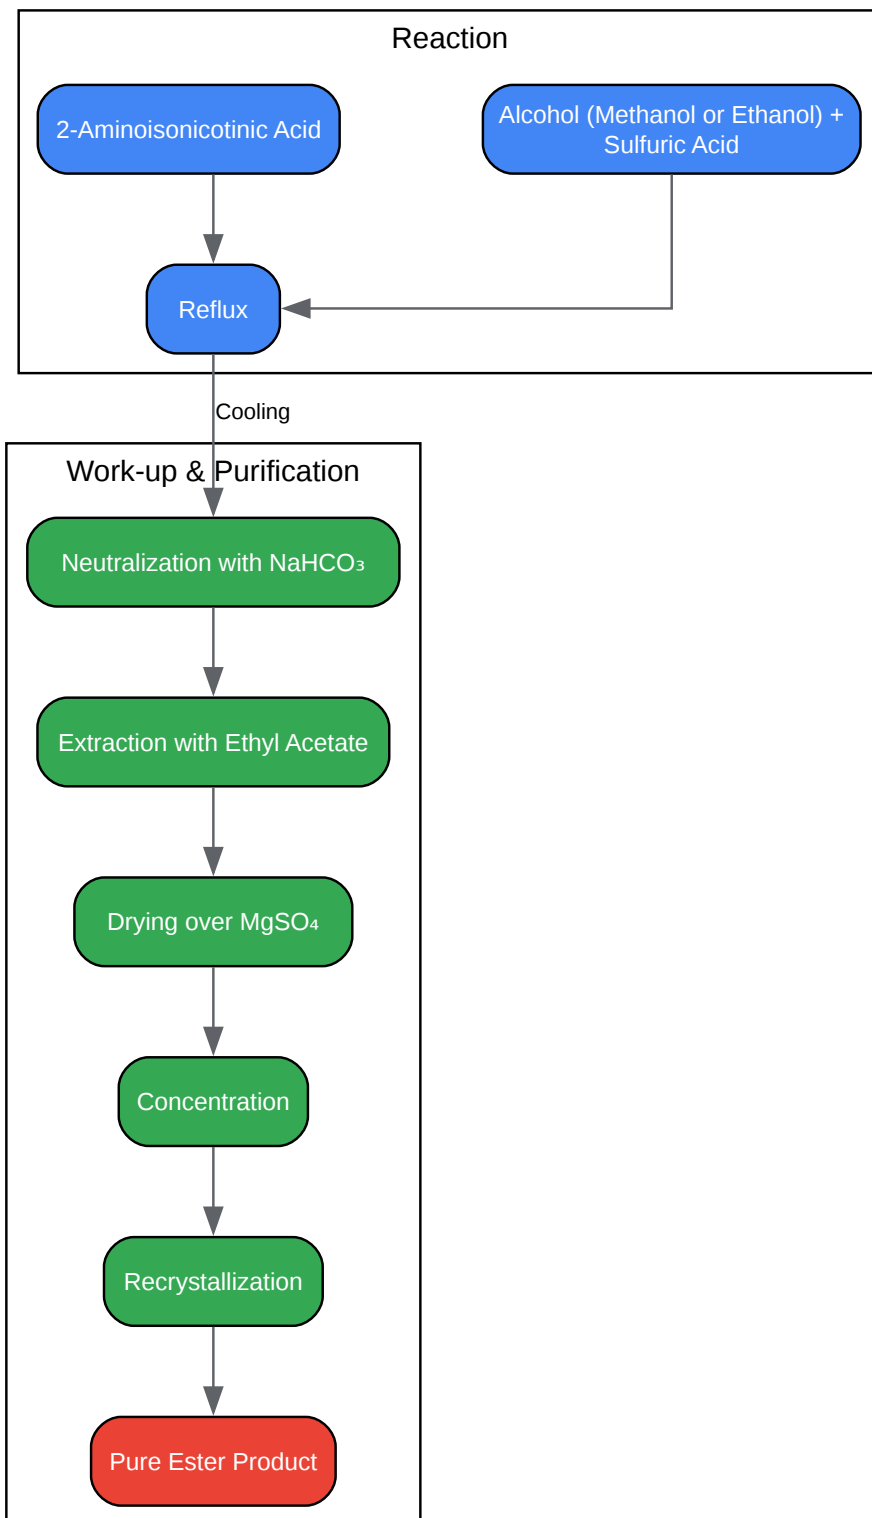 Reaction
2-Aminoisonicotinic Acid
Alcohol (Methanol or Ethanol) +
Sulfuric Acid
Reflux
Cooling
Work-up & Purification
Neutralization with NaHCO₃
Extraction with Ethyl Acetate
Drying over MgSO₄
Concentration
Recrystallization
Pure Ester Product